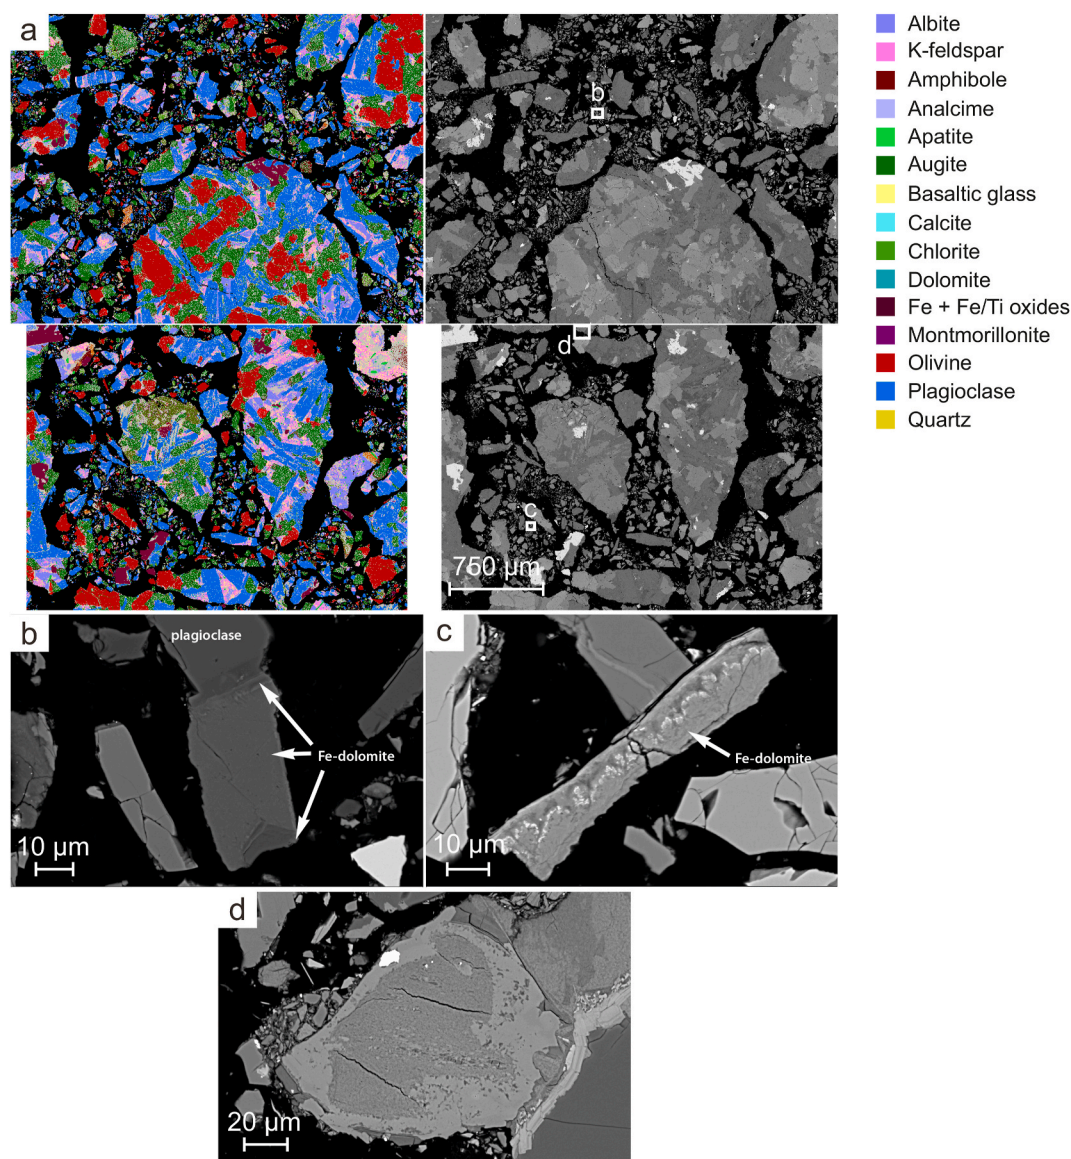 a
b
d
c
750 µm
Albite
K-feldspar
Amphibole
Analcime
Apatite
Augite
Basaltic glass
Calcite
Chlorite
Dolomite
Fe + Fe/Ti oxides
Montmorillonite
Olivine
Plagioclase
Quartz
b
plagioclase
Fe-dolomite
10 µm
c
Fe-dolomite
10 µm
d
20 µm